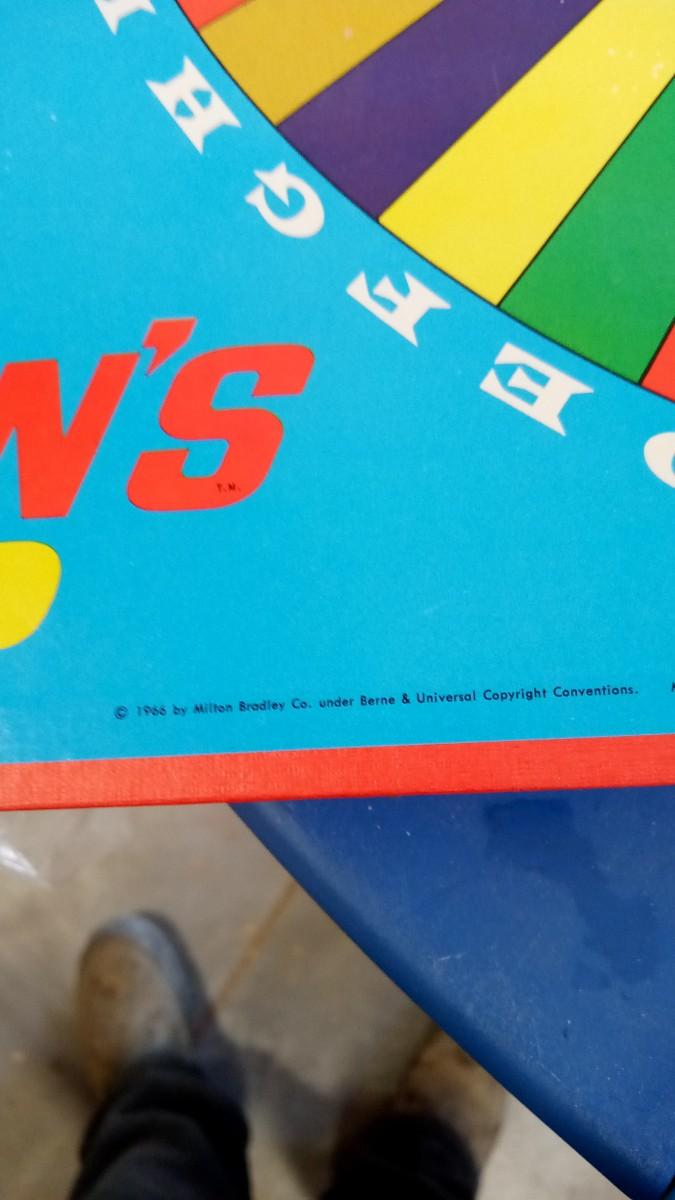 H
G
F
E
N'S
T.M.
© 1966 by Milton Bradley Co. under Berne & Universal Copyright Conventions.